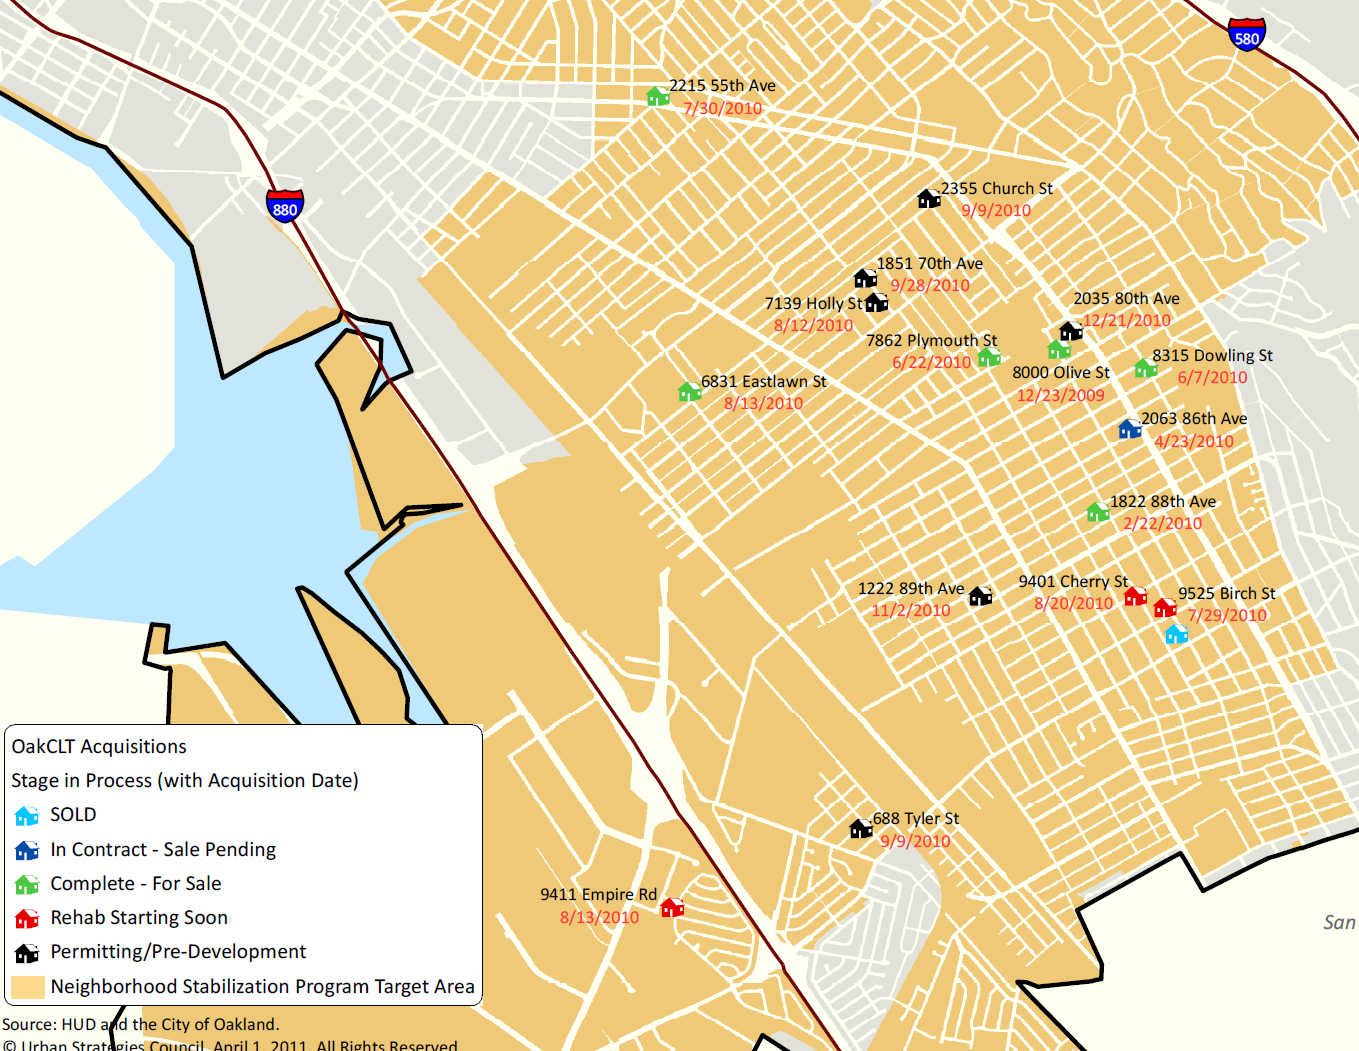 580
2215 55th Ave
7/30/2010
2355 Church St
9/9/2010
880
1851 70th Ave
9/28/2010
7139 Holly St
8/12/2010
2035 80th Ave
12/21/2010
7862 Plymouth St
6/22/2010
8000 Olive St
12/23/2009
8315 Dowling St
6/7/2010
6831 Eastlawn St
8/13/2010
2063 86th Ave
4/23/2010
1822 88th Ave
2/22/2010
1222 89th Ave
11/2/2010
9401 Cherry St
8/20/2010
9525 Birch St
7/29/2010
688 Tyler St
9/9/2010
9411 Empire Rd
8/13/2010
San
OakCLT Acquisitions
Stage in Process (with Acquisition Date)
SOLD
In Contract - Sale Pending
Complete - For Sale
Rehab Starting Soon
Permitting/Pre-Development
Neighborhood Stabilization Program Target Area
Source: HUD and the City of Oakland.
© Urban Strategies Council, April 1, 2011. All Rights Reserved